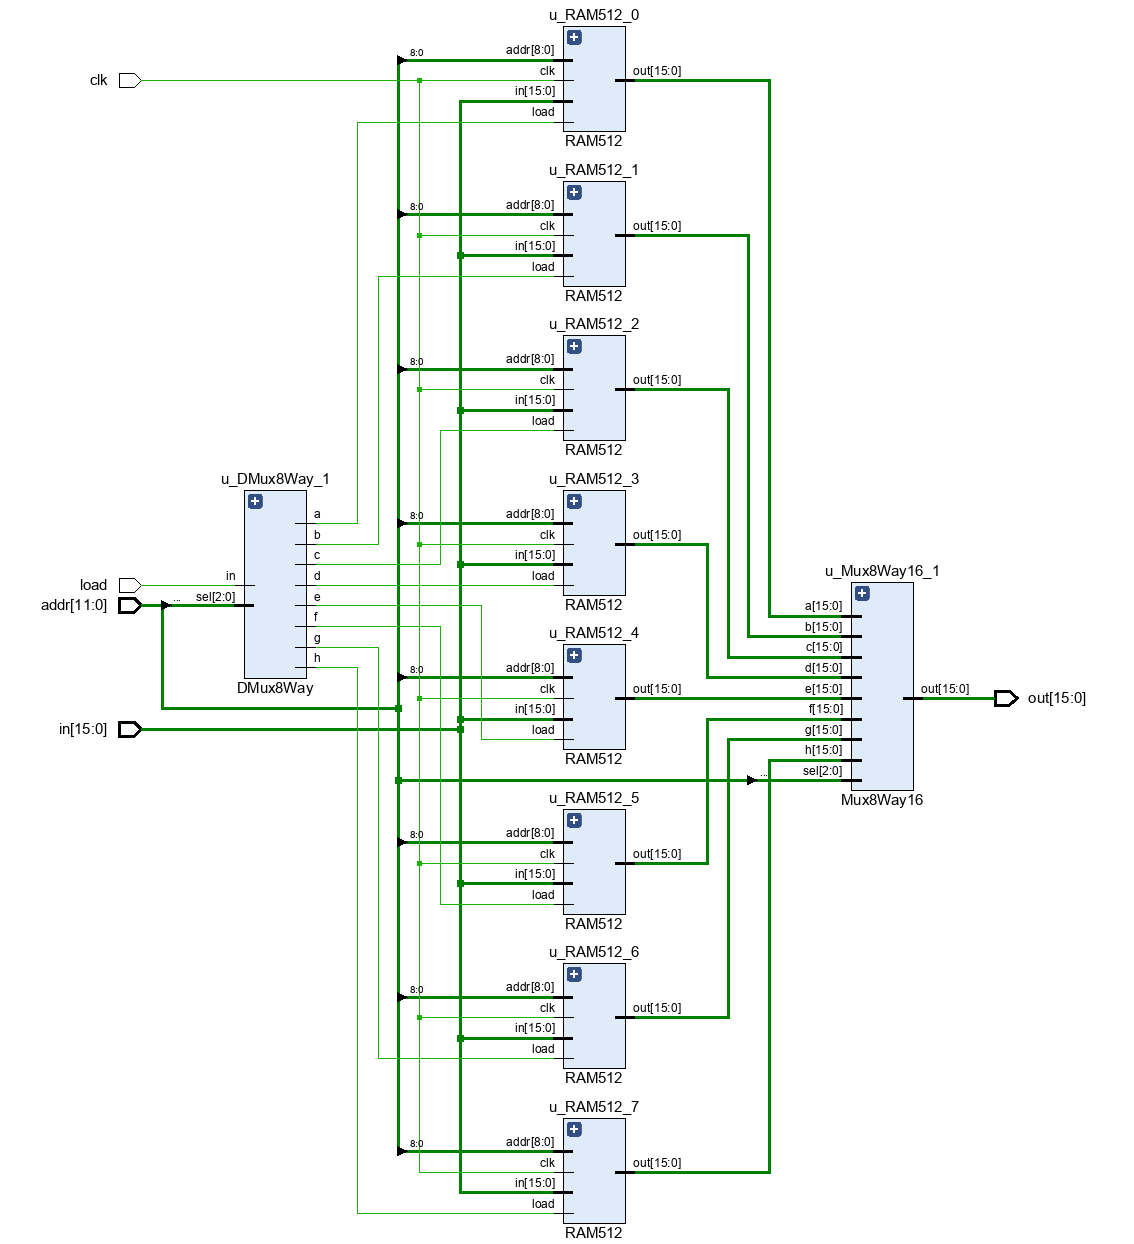 u_RAM512_0
8:0
addr[8:0]
clk
in[15:0]
load
out[15:0]
RAM512
clk
u_RAM512_1
8:0
addr[8:0]
clk
in[15:0]
load
out[15:0]
RAM512
u_RAM512_2
8:0
addr[8:0]
clk
in[15:0]
load
out[15:0]
RAM512
u_RAM512_3
8:0
addr[8:0]
clk
in[15:0]
load
out[15:0]
RAM512
u_DMux8Way_1
a
b
c
d
e
f
g
h
in
... sel[2:0]
DMux8Way
load
addr[11:0]
in[15:0]
u_RAM512_4
8:0
addr[8:0]
clk
in[15:0]
load
out[15:0]
RAM512
u_Mux8Way16_1
a[15:0]
b[15:0]
c[15:0]
d[15:0]
e[15:0]
f[15:0]
g[15:0]
h[15:0]
... sel[2:0]
out[15:0]
Mux8Way16
out[15:0]
u_RAM512_5
8:0
addr[8:0]
clk
in[15:0]
load
out[15:0]
RAM512
u_RAM512_6
8:0
addr[8:0]
clk
in[15:0]
load
out[15:0]
RAM512
u_RAM512_7
8:0
addr[8:0]
clk
in[15:0]
load
out[15:0]
RAM512